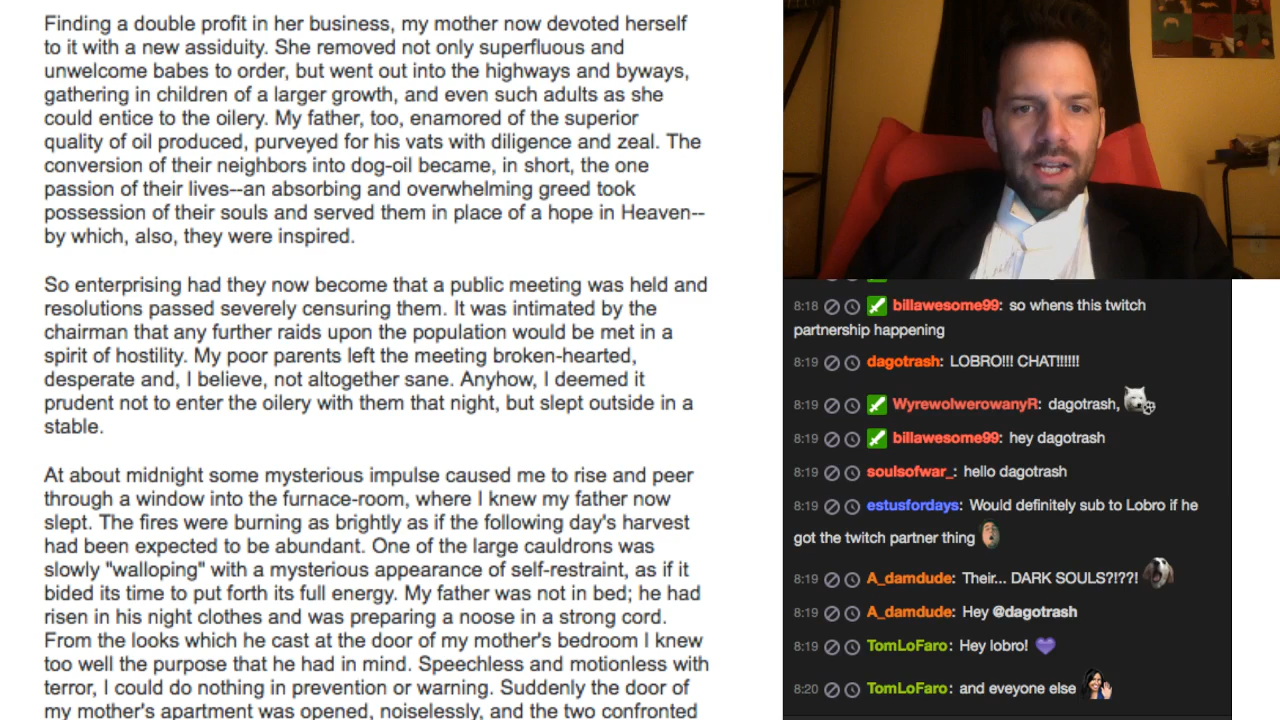 Finding a double profit in her business, my mother now devoted herself
to it with a new assiduity. She removed not only superfluous and
unwelcome babes to order, but went out into the highways and byways,
gathering in children of a larger growth, and even such adults as she
could entice to the oilery. My father, too, enamored of the superior
quality of oil produced, purveyed for his vats with diligence and zeal. The
conversion of their neighbors into dog-oil became, in short, the one
passion of their lives--an absorbing and overwhelming greed took
possession of their souls and served them in place of a hope in Heaven--
by which, also, they were inspired.
So enterprising had they now become that a public meeting was held and
resolutions passed severely censuring them. It was intimated by the
chairman that any further raids upon the population would be met in a
spirit of hostility. My poor parents left the meeting broken-hearted,
desperate and, I believe, not altogether sane. Anyhow, I deemed it
prudent not to enter the oilery with them that night, but slept outside in a
stable.
At about midnight some mysterious impulse caused me to rise and peer
through a window into the furnace-room, where I knew my father now
slept. The fires were burning as brightly as if the following day's harvest
had been expected to be abundant. One of the large cauldrons was
slowly "walloping" with a mysterious appearance of self-restraint, as if it
bided its time to put forth its full energy. My father was not in bed; he had
risen in his night clothes and was preparing a noose in a strong cord.
From the looks which he cast at the door of my mother's bedroom I knew
too well the purpose that he had in mind. Speechless and motionless with
terror, I could do nothing in prevention or warning. Suddenly the door of
my mother's apartment was opened, noiselessly, and the two confronted
8:18 billawesome99: so whens this twitch
partnership happening
8:19 dagotrash: LOBRO!!! CHAT!!!!!!
8:19 WyrewolwerowanyR: dagotrash,
8:19 billawesome99: hey dagotrash
8:19 soulsofwar_: hello dagotrash
8:19 estusfordays: Would definitely sub to Lobro if he
got the twitch partner thing
8:19 A_damdude: Their... DARK SOULS?!??!
8:19 A_damdude: Hey @dagotrash
8:19 TomLoFaro: Hey lobro!
8:20 TomLoFaro: and eveyone else